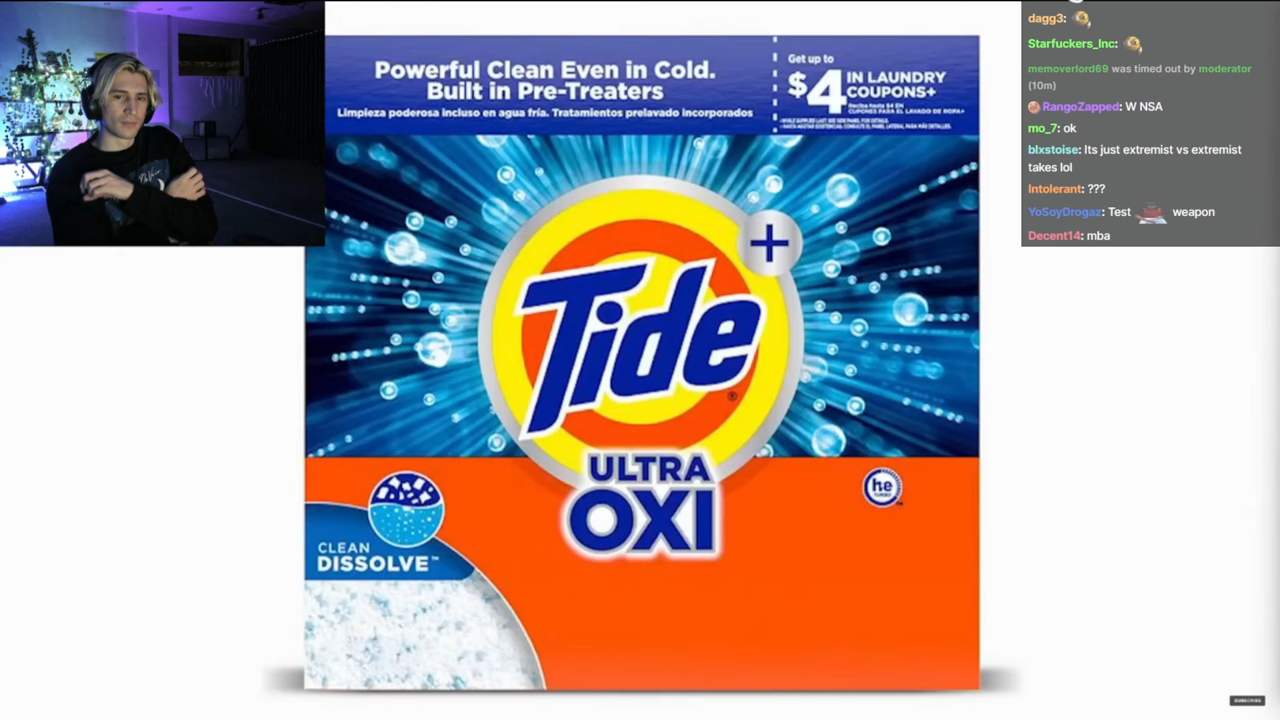 Powerful Clean Even in Cold.
Built in Pre-Treaters
Limpieza poderosa incluso en agua fría. Tratamientos prelavado incorporados
Get up to
$4 IN LAUNDRY
COUPONS+
Tide
+
®
ULTRA
OXI
he
TURBO
CLEAN
DISSOLVE™
dagg3:
Starfuckers_Inc:
memoverlord69 was timed out by moderator
(10m)
RangoZapped: W NSA
mo_7: ok
blxstoise: Its just extremist vs extremist
takes lol
Intolerant: ???
YoSoyDrogaz: Test weapon
Decent14: mba
SUBSCRIBE